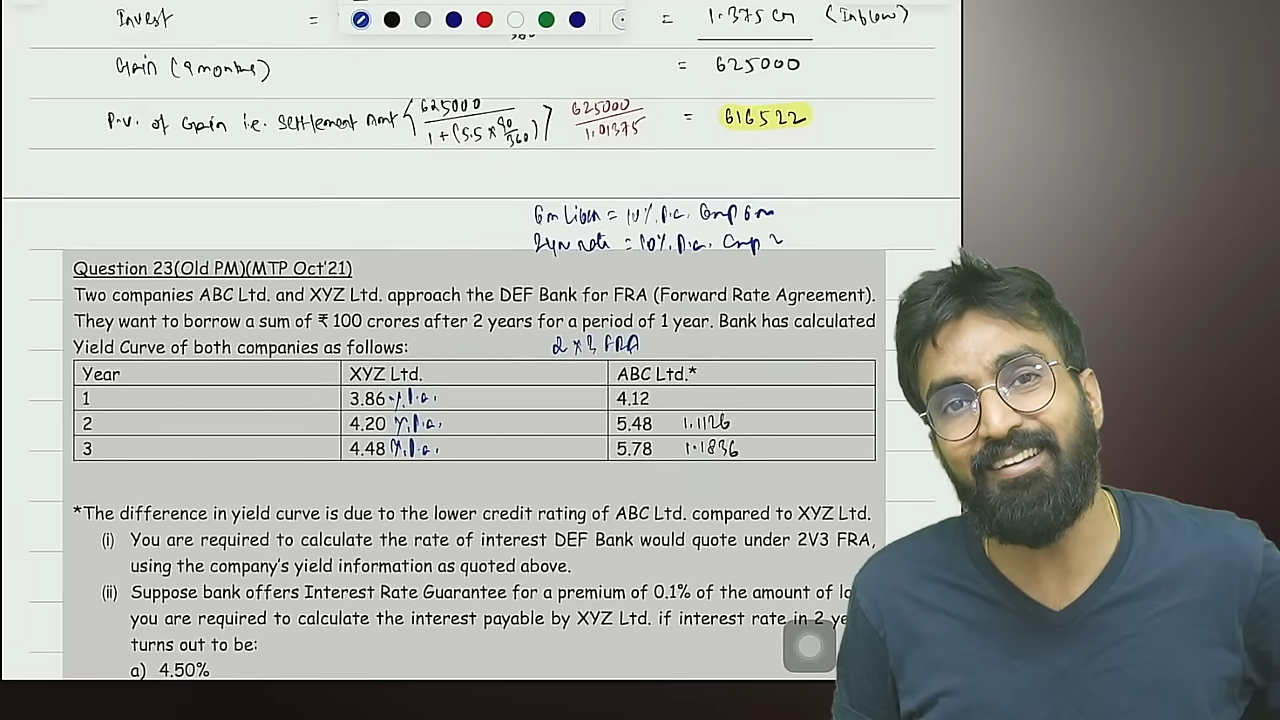 Invest = = 1.375 cr (Inflow)
360
Gain (9 months) = 625000
P.v. of Gain i.e. Settlement Amt { 625000 / 1 + (5.5 × 90/360) } 625000 / 1.01375 = 616522
6m Libor = 10% p.a. Comp 6m
2yr rate = 10% p.a. Comp
Question 23(Old PM)(MTP Oct'21)
Two companies ABC Ltd. and XYZ Ltd. approach the DEF Bank for FRA (Forward Rate Agreement).
They want to borrow a sum of ₹ 100 crores after 2 years for a period of 1 year. Bank has calculated
Yield Curve of both companies as follows: 2 × 3 FRA
Year XYZ Ltd. ABC Ltd.*
1 3.86 %p.a. 4.12
2 4.20 %p.a. 5.48 1.1126
3 4.48 %p.a. 5.78 1.1836
*The difference in yield curve is due to the lower credit rating of ABC Ltd. compared to XYZ Ltd.
(i) You are required to calculate the rate of interest DEF Bank would quote under 2V3 FRA,
using the company's yield information as quoted above.
(ii) Suppose bank offers Interest Rate Guarantee for a premium of 0.1% of the amount of
you are required to calculate the interest payable by XYZ Ltd. if interest rate in 2
turns out to be:
a) 4.50%